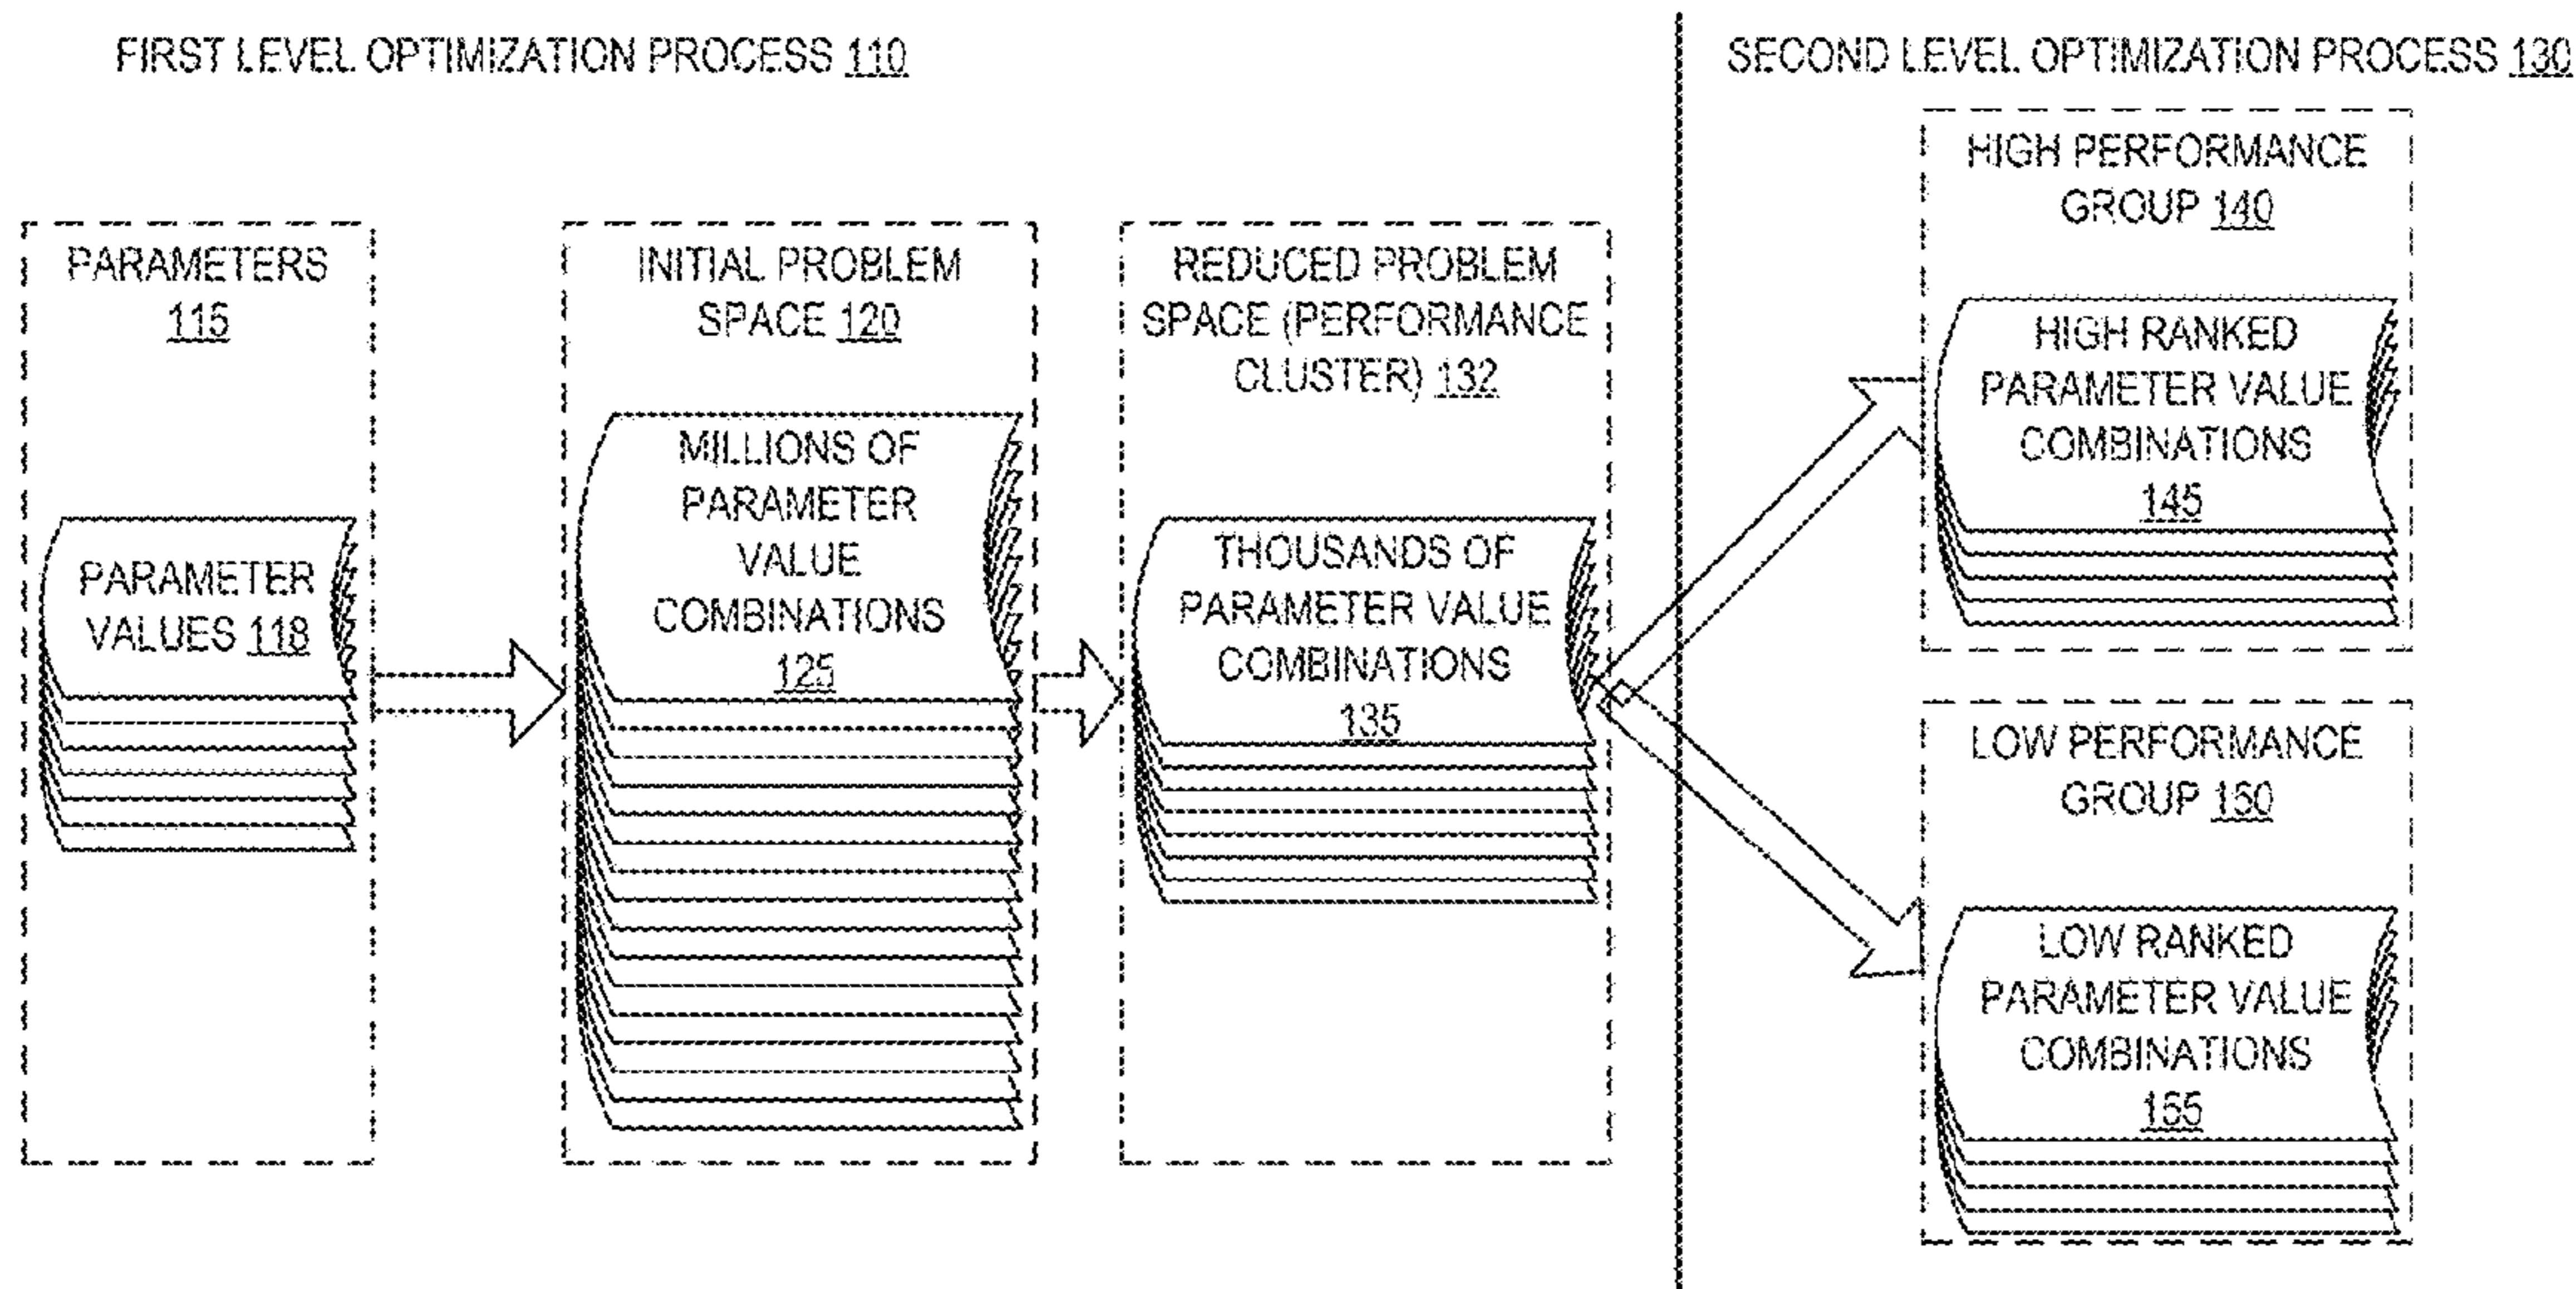 FIRST LEVEL OPTIMIZATION PROCESS 110
SECOND LEVEL OPTIMIZATION PROCESS 130
PARAMETERS
115
PARAMETER
VALUES 118
INITIAL PROBLEM
SPACE 120
MILLIONS OF
PARAMETER
VALUE
COMBINATIONS
125
REDUCED PROBLEM
SPACE (PERFORMANCE
CLUSTER) 132
THOUSANDS OF
PARAMETER VALUE
COMBINATIONS
135
HIGH PERFORMANCE
GROUP 140
HIGH RANKED
PARAMETER VALUE
COMBINATIONS
145
LOW PERFORMANCE
GROUP 150
LOW RANKED
PARAMETER VALUE
COMBINATIONS
155